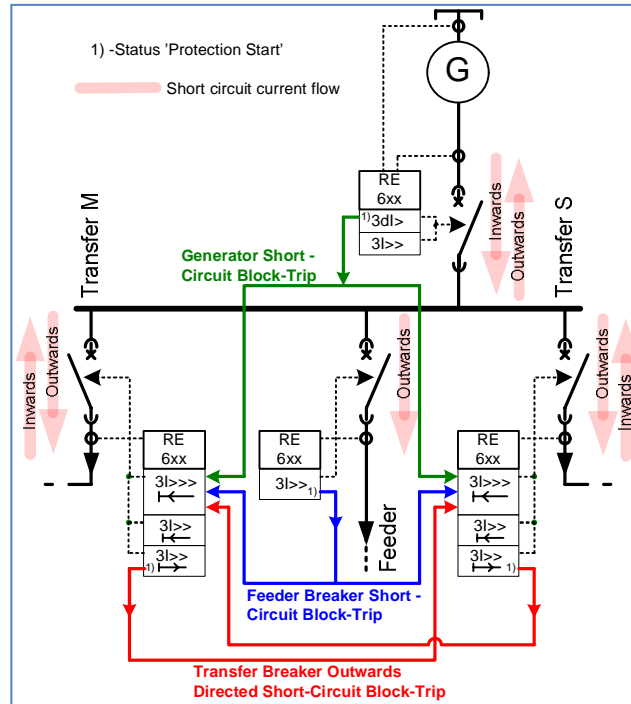 1) -Status 'Protection Start'
Short circuit current flow
G
RE
6xx
1)3dI>
3I>>
Inwards
Outwards
Transfer M
Transfer S
Generator Short -
Circuit Block-Trip
Inwards
Outwards
Outwards
Outwards
Inwards
RE
6xx
3I>>>
3I>>
3I>>
1)
RE
6xx
3I>>
1)
RE
6xx
3I>>>
3I>>
3I>>
1)
Feeder
Feeder Breaker Short -
Circuit Block-Trip
Transfer Breaker Outwards
Directed Short-Circuit Block-Trip